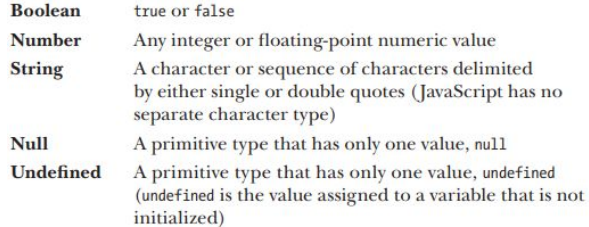 Boolean true or false
Number Any integer or floating-point numeric value
String A character or sequence of characters delimited
by either single or double quotes (JavaScript has no
separate character type)
Null A primitive type that has only one value, null
Undefined A primitive type that has only one value, undefined
(undefined is the value assigned to a variable that is not
initialized)